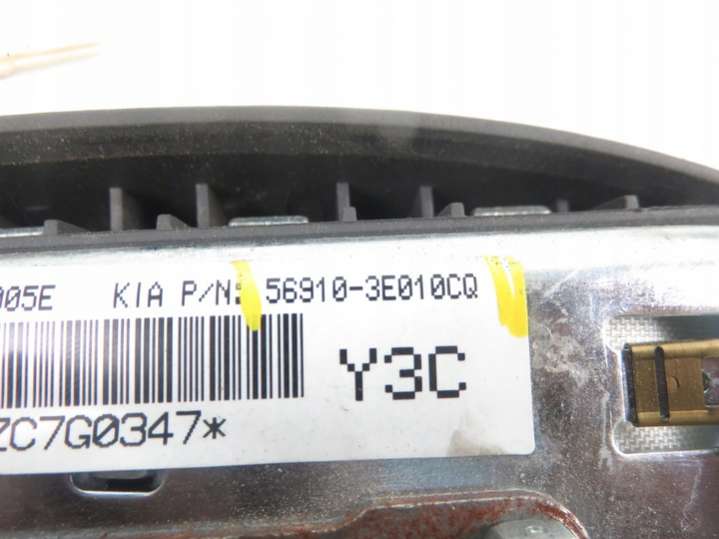 005E KIA P/N: 56910-3E010CQ
Y3C
ZC7G0347*